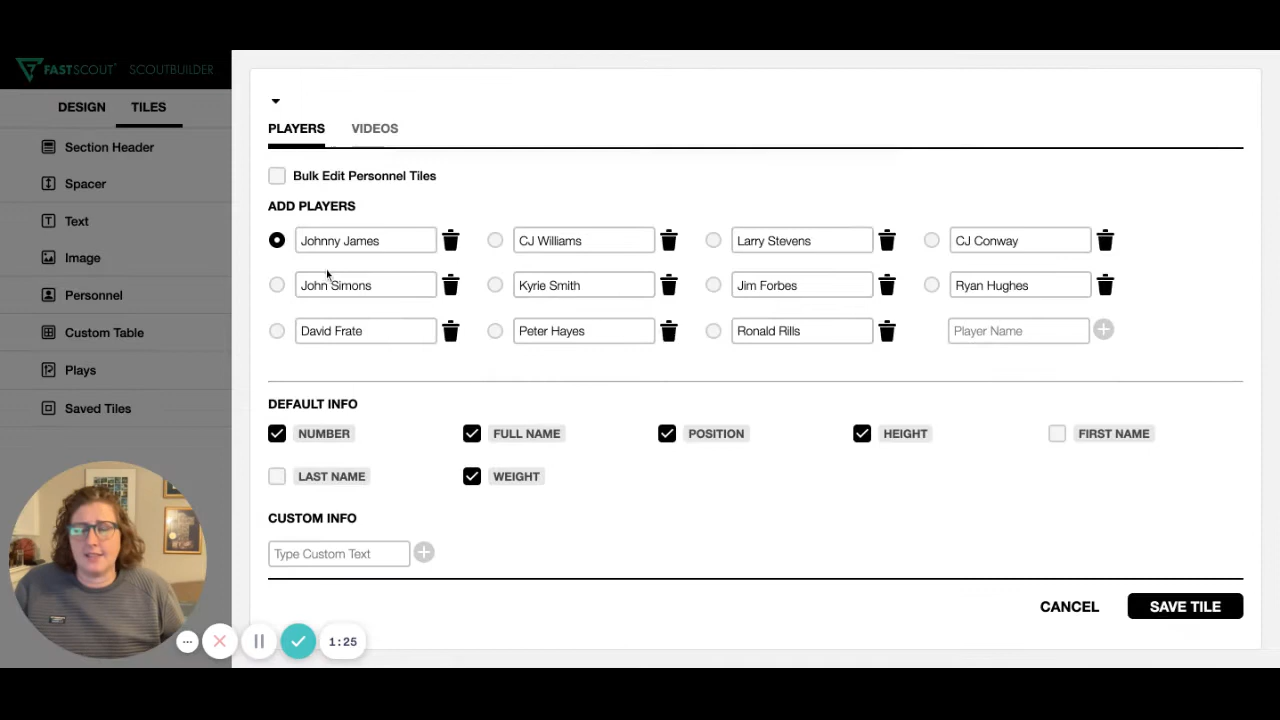 FASTSCOUT SCOUTBUILDER
DESIGN TILES
Section Header
Spacer
Text
Image
Personnel
Custom Table
Plays
Saved Tiles
PLAYERS VIDEOS
Bulk Edit Personnel Tiles
ADD PLAYERS
Johnny James CJ Williams Larry Stevens CJ Conway
John Simons Kyrie Smith Jim Forbes Ryan Hughes
David Frate Peter Hayes Ronald Rills Player Name
DEFAULT INFO
NUMBER FULL NAME POSITION HEIGHT FIRST NAME
LAST NAME WEIGHT
CUSTOM INFO
Type Custom Text
CANCEL SAVE TILE
1:25